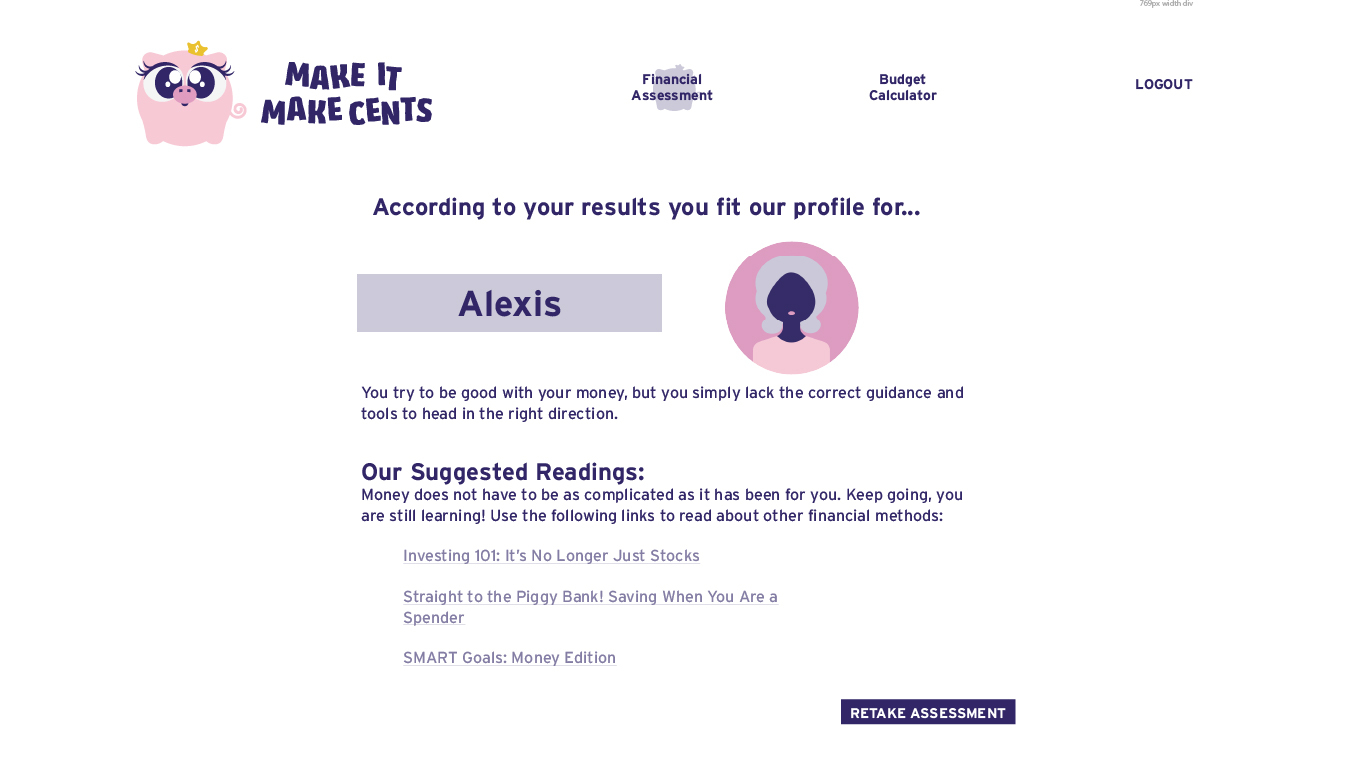 769px width div
MAKE IT
MAKE CENTS
Financial
Assessment
Budget
Calculator
LOGOUT
According to your results you fit our profile for...
Alexis
You try to be good with your money, but you simply lack the correct guidance and
tools to head in the right direction.
Our Suggested Readings:
Money does not have to be as complicated as it has been for you. Keep going, you
are still learning! Use the following links to read about other financial methods:
Investing 101: It's No Longer Just Stocks
Straight to the Piggy Bank! Saving When You Are a
Spender
SMART Goals: Money Edition
RETAKE ASSESSMENT